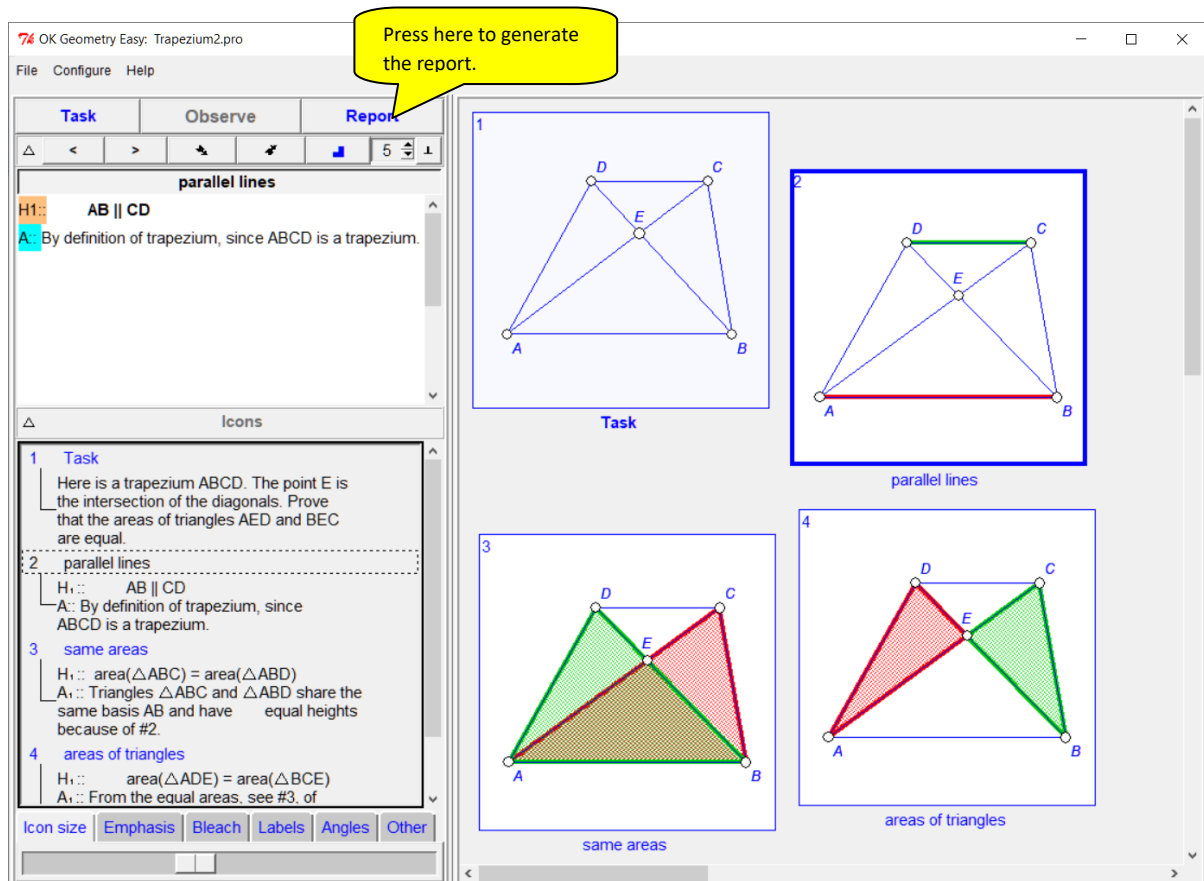 OK Geometry Easy: Trapezium2.pro
Press here to generate
the report.
File Configure Help
Task Observe Report
< > 5
parallel lines
H1:: AB || CD
A:: By definition of trapezium, since ABCD is a trapezium.
△ Icons
1 Task
Here is a trapezium ABCD. The point E is
the intersection of the diagonals. Prove
that the areas of triangles AED and BEC
are equal.
2 parallel lines
H₁:: AB || CD
A:: By definition of trapezium, since
ABCD is a trapezium.
3 same areas
H₁:: area(△ABC) = area(△ABD)
A₁:: Triangles △ABC and △ABD share the
same basis AB and have equal heights
because of #2.
4 areas of triangles
H₁:: area(△ADE) = area(△BCE)
A₁:: From the equal areas, see #3, of
Icon size Emphasis Bleach Labels Angles Other
1
D C
E
A B
Task
2
D C
E
A B
parallel lines
3
D C
E
A B
same areas
4
D C
E
A B
areas of triangles